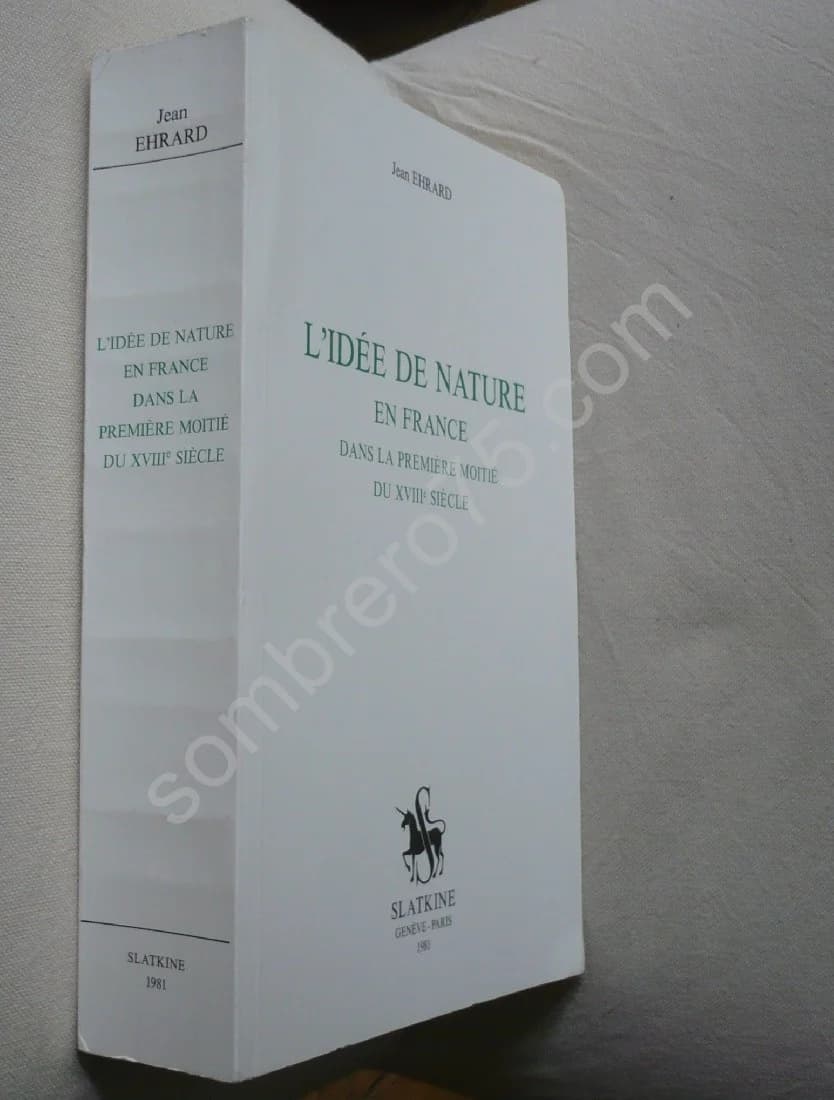 Jean
EHRARD
L'IDÉE DE NATURE
EN FRANCE
DANS LA
PREMIÈRE MOITIÉ
DU XVIIIe SIÈCLE
SLATKINE
1981
Jean EHRARD
L'IDÉE DE NATURE
EN FRANCE
DANS LA PREMIÈRE MOITIÉ
DU XVIIIe SIÈCLE
SLATKINE
GENÈVE - PARIS
1981
sombrero75.com